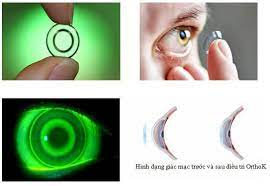 Hình dạng giác mạc trước và sau điều trị OrthoK